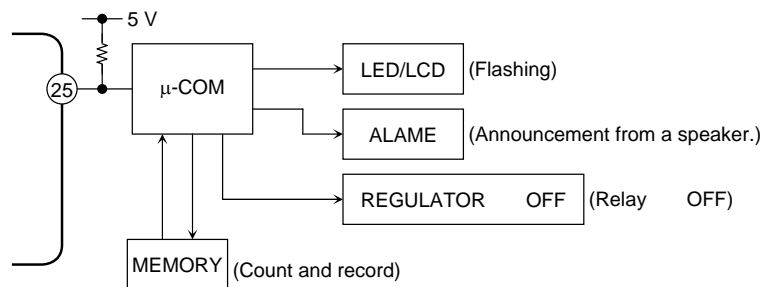 5 V
25
μ-COM
LED/LCD (Flashing)
ALAME (Announcement from a speaker.)
REGULATOR OFF (Relay OFF)
MEMORY (Count and record)